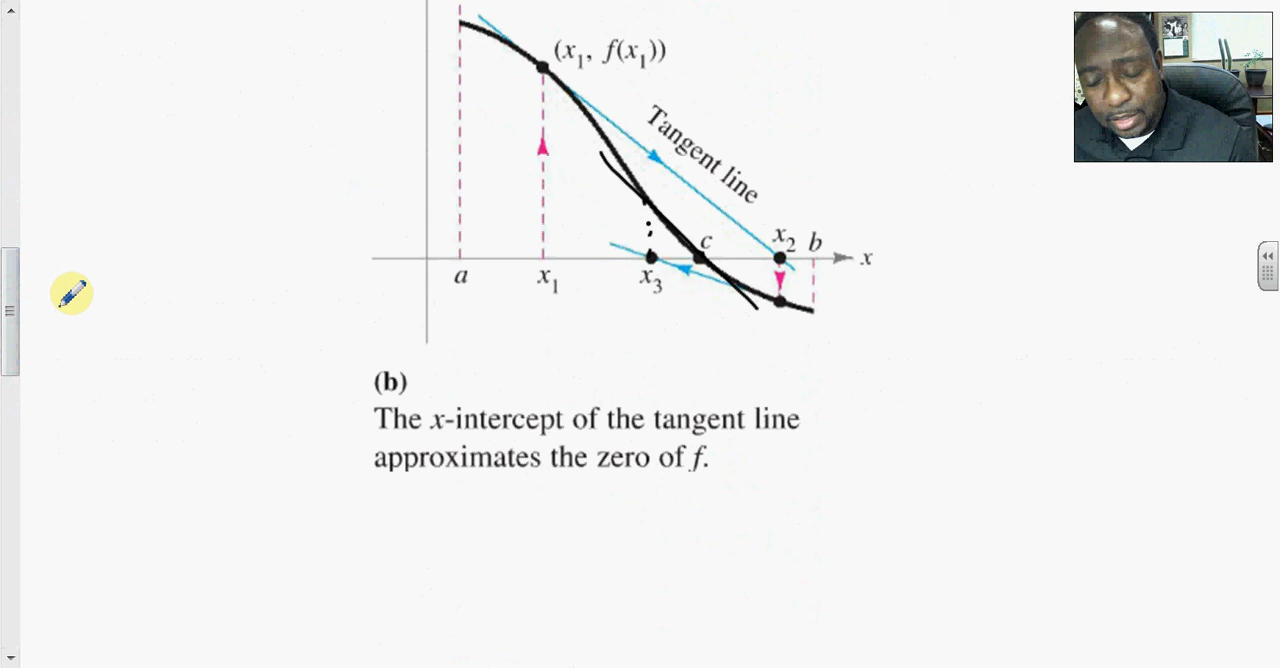 (x₁, f(x₁))
Tangent line
c
x₂ b
x
a
x₁
x₃
(b)
The x-intercept of the tangent line
approximates the zero of f.